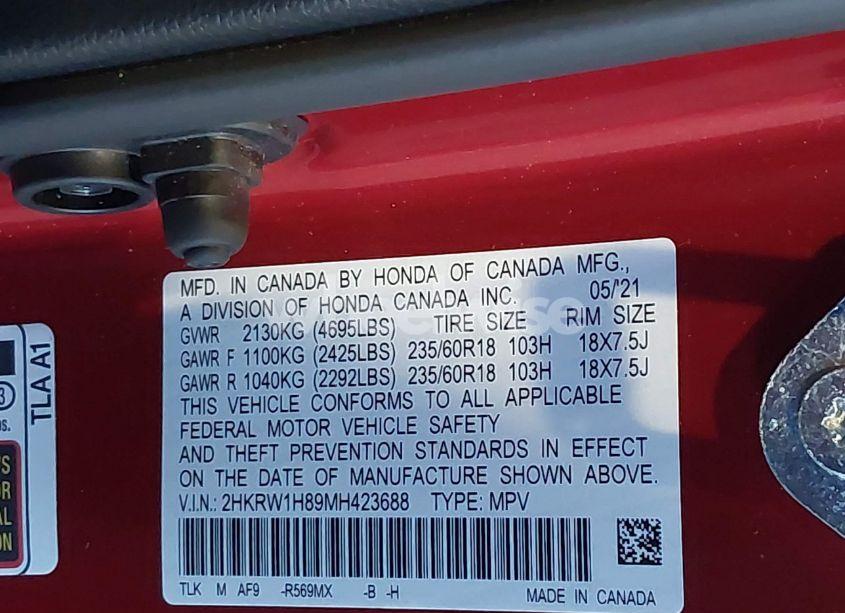 MFD. IN CANADA BY HONDA OF CANADA MFG.,
A DIVISION OF HONDA CANADA INC. 05/'21
GVWR 2130KG (4695LBS) TIRE SIZE RIM SIZE
GAWR F 1100KG (2425LBS) 235/60R18 103H 18X7.5J
GAWR R 1040KG (2292LBS) 235/60R18 103H 18X7.5J
THIS VEHICLE CONFORMS TO ALL APPLICABLE
FEDERAL MOTOR VEHICLE SAFETY
AND THEFT PREVENTION STANDARDS IN EFFECT
ON THE DATE OF MANUFACTURE SHOWN ABOVE.
V.I.N.: 2HKRW1H89MH423688 TYPE: MPV
TLK M AF9 -R569MX -B -H MADE IN CANADA
TLA A1